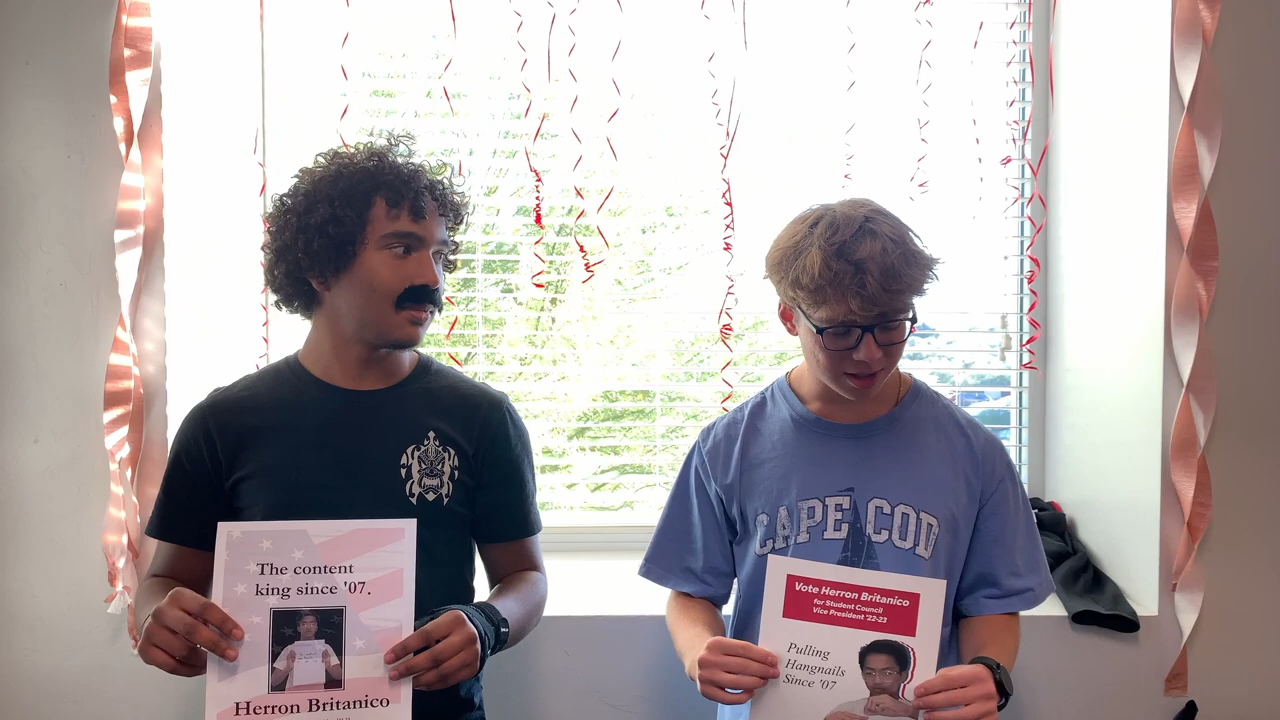 The content
king since '07.
Herron Britanico
CAPE COD
Vote Herron Britanico
for Student Council
Vice President '22-23
Pulling
Hangnails
Since '07